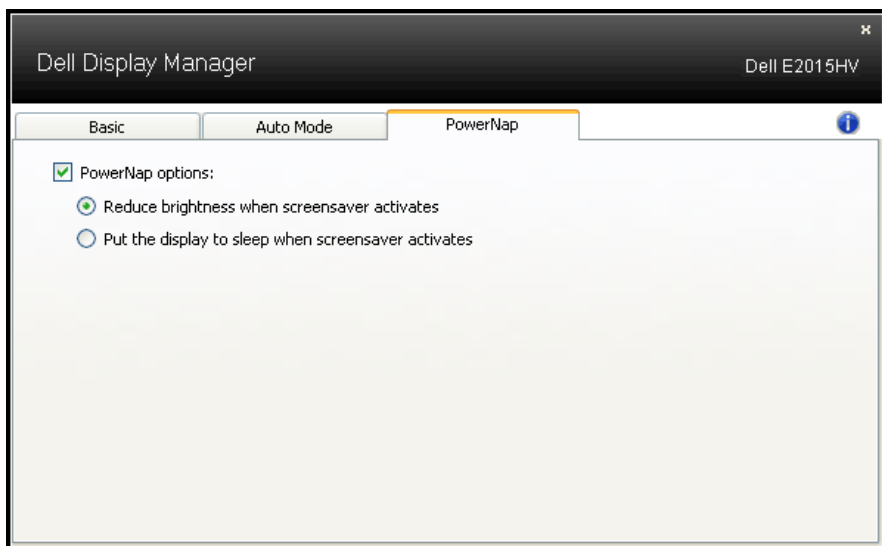 Dell Display Manager
Dell E2015HV
Basic
Auto Mode
PowerNap
PowerNap options:
Reduce brightness when screensaver activates
Put the display to sleep when screensaver activates